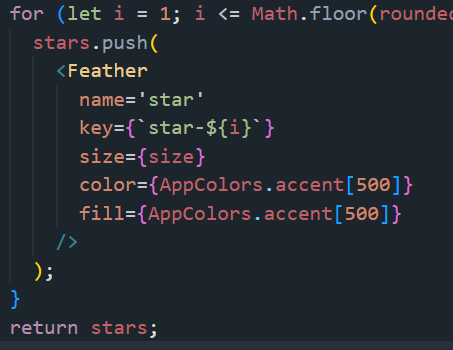 for (let i = 1; i <= Math.floor(rounded
stars.push(
<Feather
name='star'
key={`star-${i}`}
size={size}
color={AppColors.accent[500]}
fill={AppColors.accent[500]}
/>
);
}
return stars;